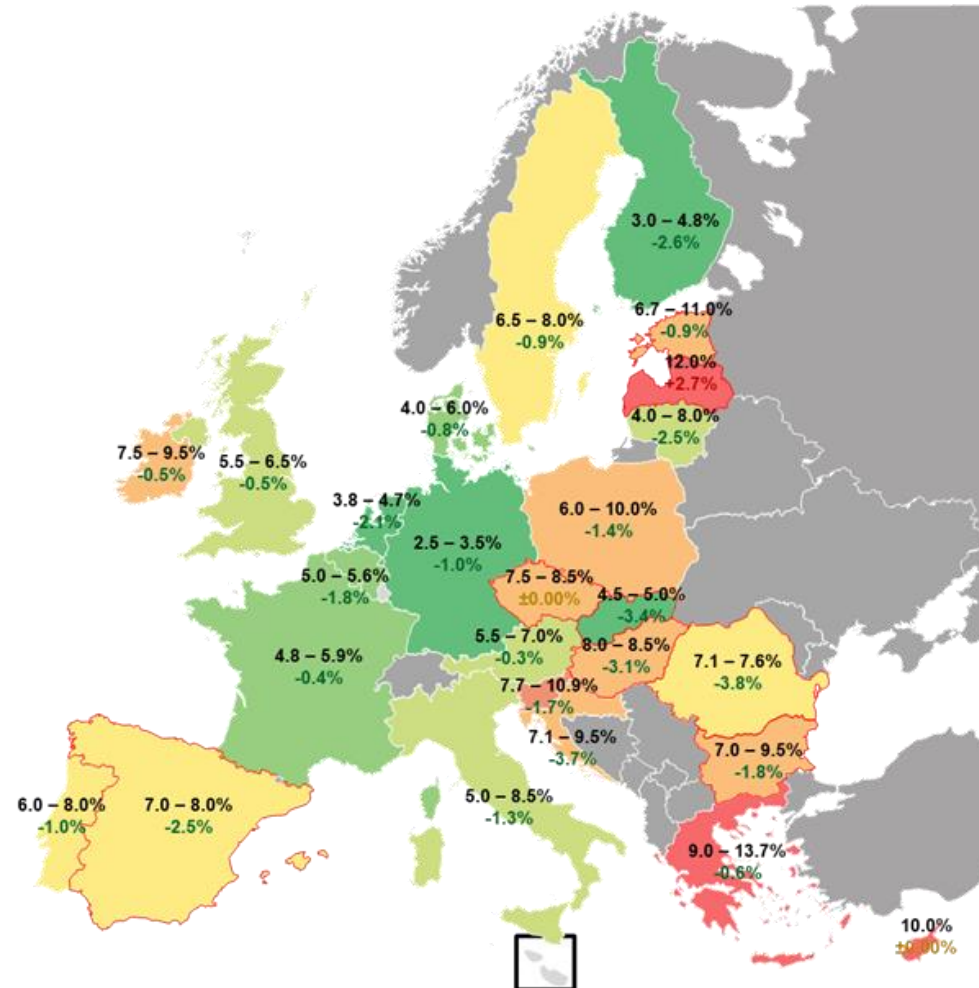 3.0 – 4.8%
-2.6%
6.7 – 11.0%
-0.9%
6.5 – 8.0%
-0.9%
12.0%
+2.7%
4.0 – 6.0%
-0.8%
4.0 – 8.0%
-2.5%
7.5 – 9.5%
-0.5%
5.5 – 6.5%
-0.5%
3.8 – 4.7%
-2.1%
6.0 – 10.0%
-1.4%
2.5 – 3.5%
-1.0%
5.0 – 5.6%
-1.8%
7.5 – 8.5%
±0.00%
4.5 – 5.0%
-3.4%
5.5 – 7.0%
-0.3%
8.0 – 8.5%
-3.1%
4.8 – 5.9%
-0.4%
7.1 – 7.6%
-3.8%
7.7 – 10.9%
-1.7%
7.1 – 9.5%
-3.7%
7.0 – 9.5%
-1.8%
6.0 – 8.0%
-1.0%
7.0 – 8.0%
-2.5%
5.0 – 8.5%
-1.3%
9.0 – 13.7%
-0.6%
10.0%
±0.00%